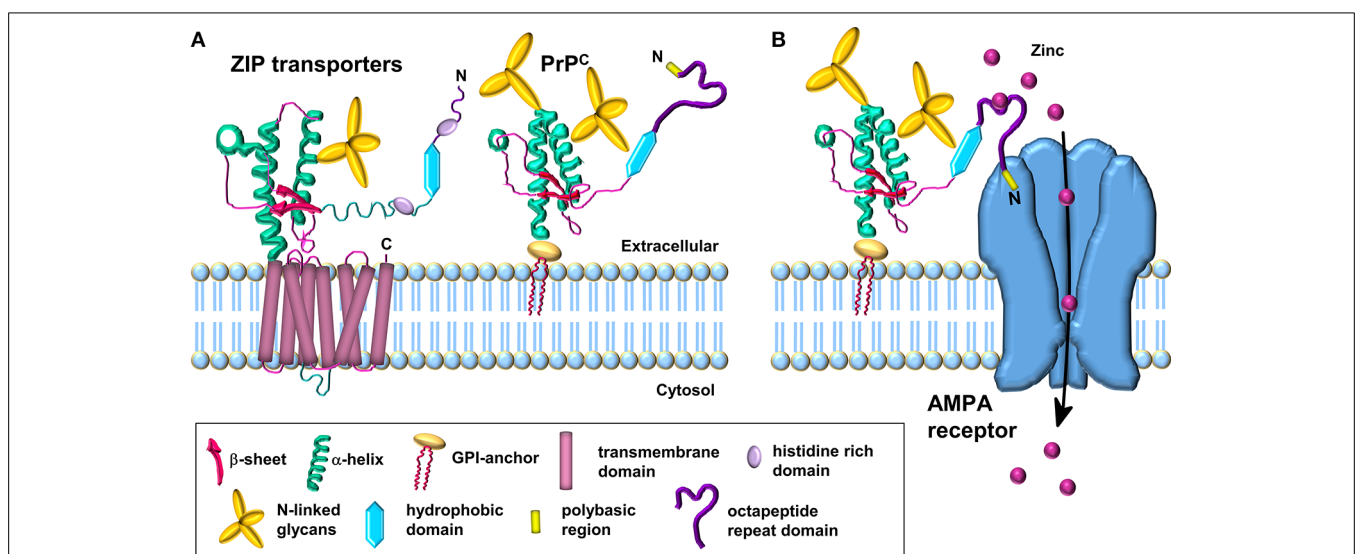 A
ZIP transporters
N
C
PrPC
N
Extracellular
Cytosol
B
Zinc
N
AMPA
receptor
β-sheet
α-helix
GPI-anchor
transmembrane
domain
histidine rich
domain
N-linked
glycans
hydrophobic
domain
polybasic
region
octapeptide
repeat domain